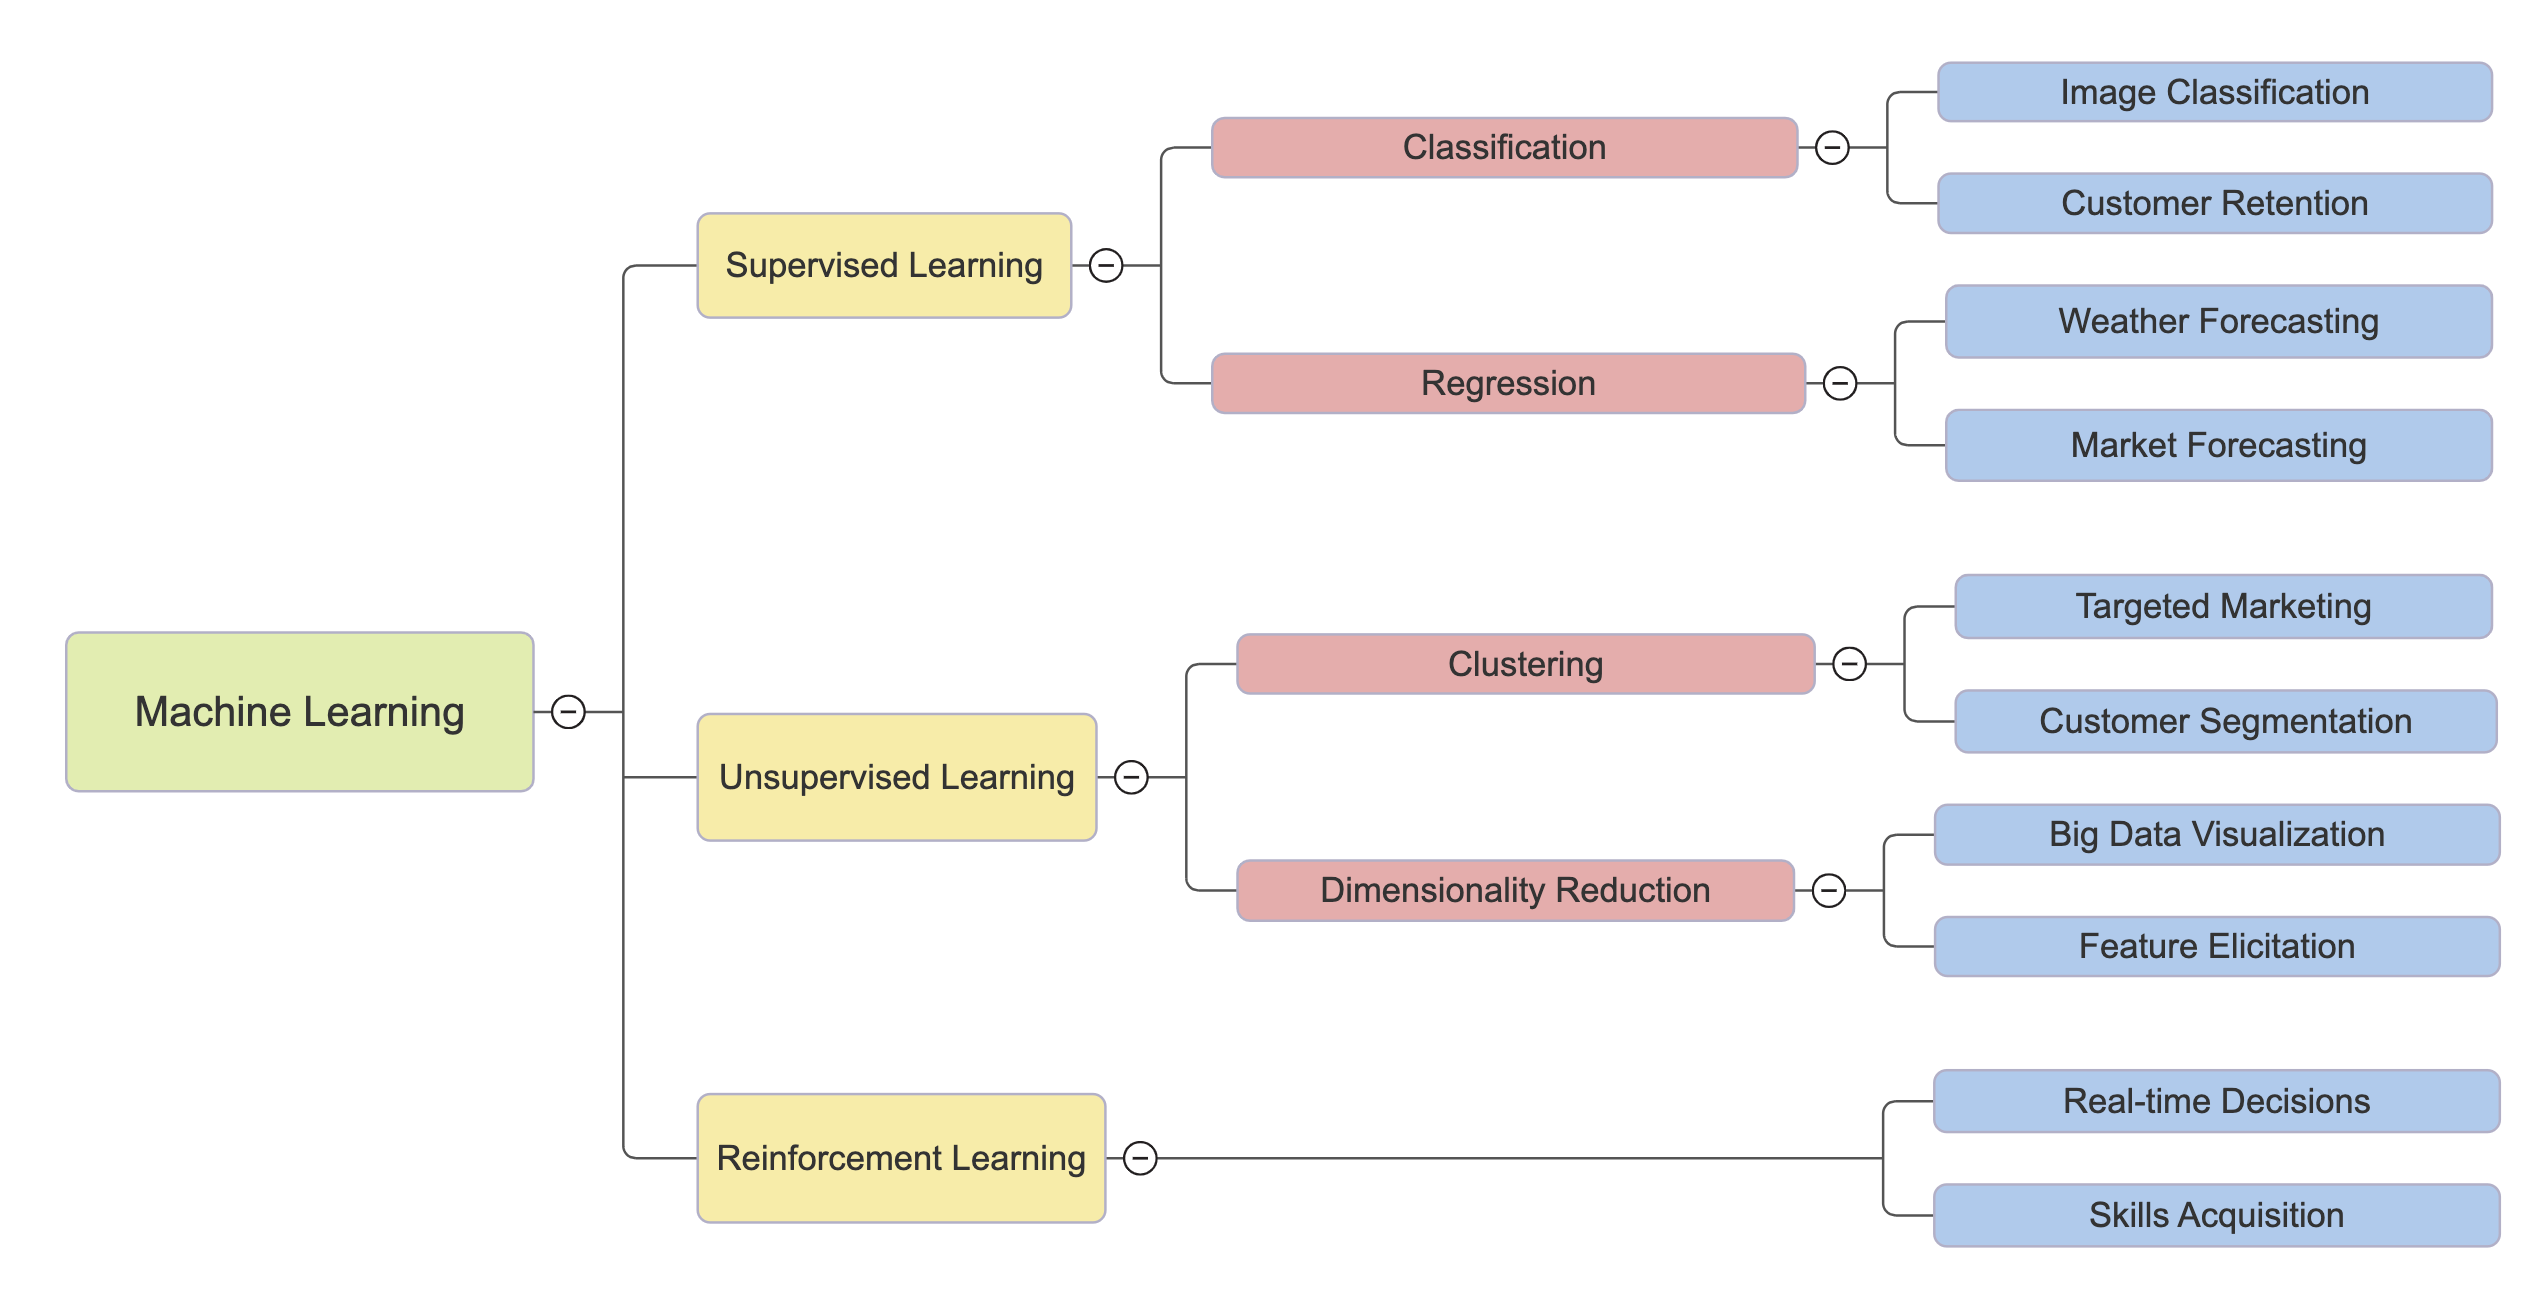 Machine Learning
Supervised Learning
Classification
Image Classification
Customer Retention
Regression
Weather Forecasting
Market Forecasting
Unsupervised Learning
Clustering
Targeted Marketing
Customer Segmentation
Dimensionality Reduction
Big Data Visualization
Feature Elicitation
Reinforcement Learning
Real-time Decisions
Skills Acquisition